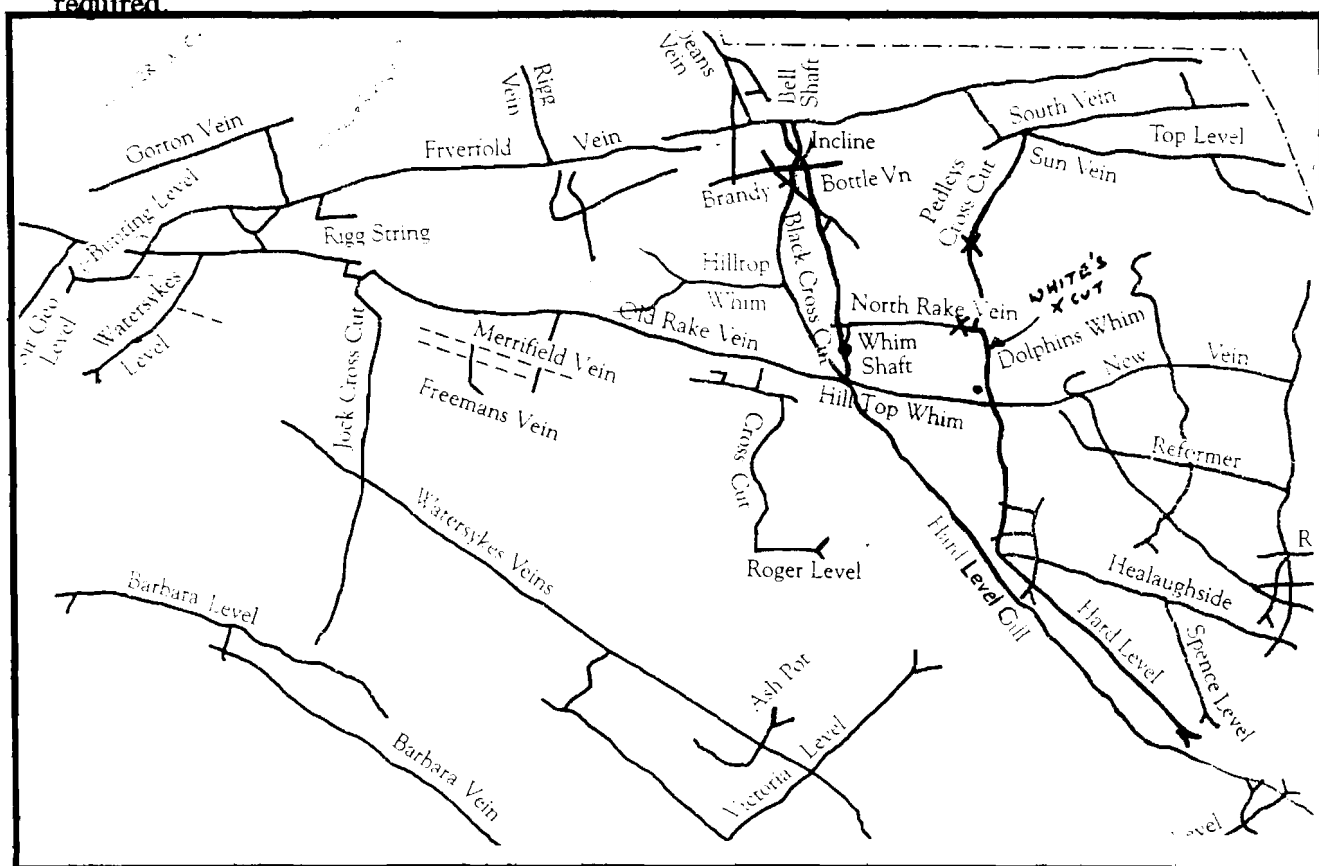 required.
Gorton Vein
Rigg
Vein
Vein
Bell
Shaft
South Vein
Top Level
Incline
Fryerfold Vein
Sun Vein
Bottle Vn
Brandy
Pedleys
Cross Cut
Bunting Level
Rigg String
Watersykes
Level
Level
Black Cross Cut
Hilltop
Whim
WHITE'S
X CUT
North Rake Vein
Old Rake Vein
Whim
Shaft
Dolphins Whim
New Vein
Merrifield Vein
Freemans Vein
Jock Cross Cut
Hill Top Whim
Cross Cut
Reformer
Watersykes Veins
Hard Level Gill
R
Roger Level
Healaughside
Barbara Level
Hard Level
Spence Level
Ash Pot
Victoria Level
Barbara Vein